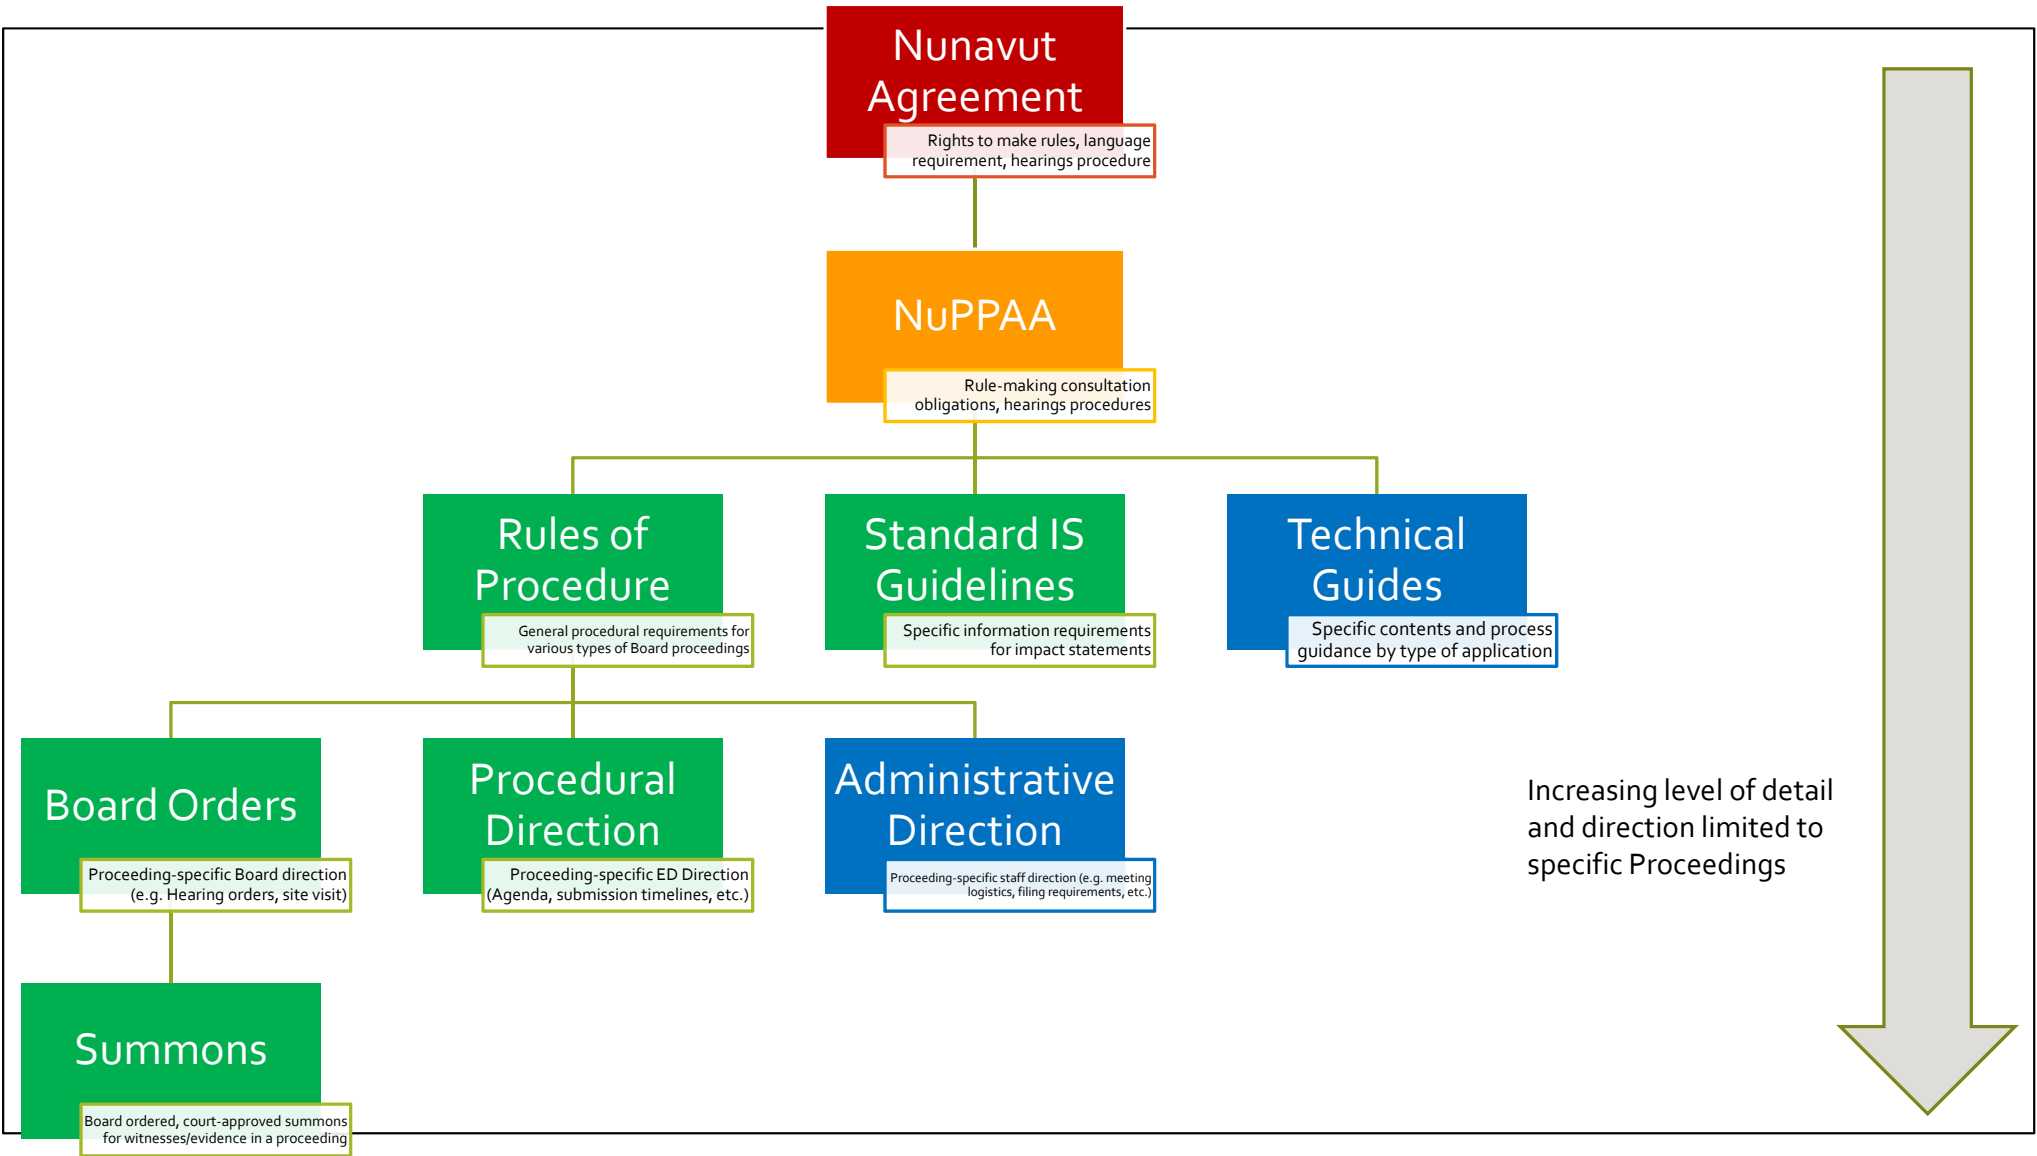 Nunavut
Agreement
Rights to make rules, language
requirement, hearings procedure
NuPPAA
Rule-making consultation
obligations, hearings procedures
Rules of
Procedure
General procedural requirements for
various types of Board proceedings
Standard IS
Guidelines
Specific information requirements
for impact statements
Technical
Guides
Specific contents and process
guidance by type of application
Board Orders
Proceeding-specific Board direction
(e.g. Hearing orders, site visit)
Procedural
Direction
Proceeding-specific ED Direction
(Agenda, submission timelines, etc.)
Administrative
Direction
Proceeding-specific staff direction (e.g. meeting
logistics, filing requirements, etc.)
Increasing level of detail
and direction limited to
specific Proceedings
Summons
Board ordered, court-approved summons
for witnesses/evidence in a proceeding